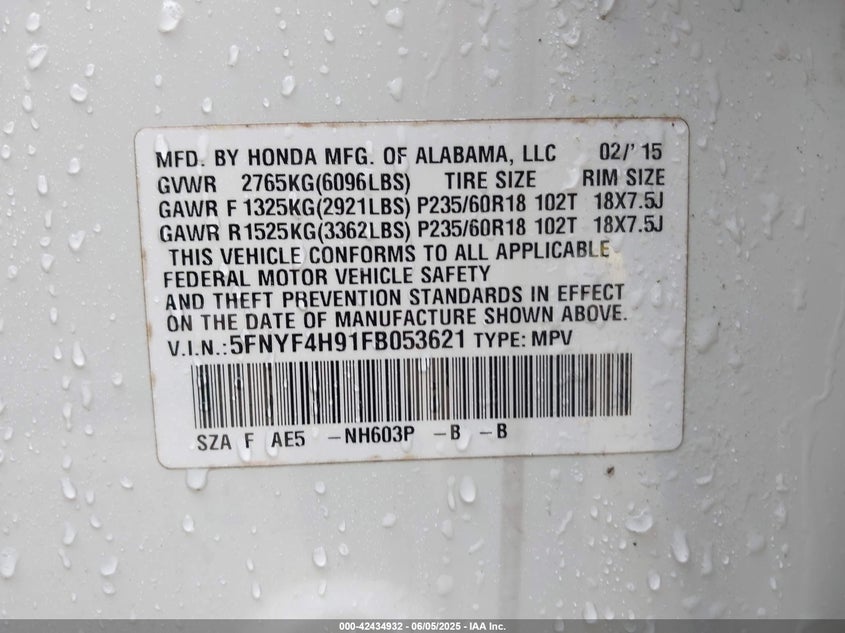 MFD. BY HONDA MFG. OF ALABAMA, LLC 02/'15
GVWR 2765KG(6096LBS) TIRE SIZE RIM SIZE
GAWR F 1325KG(2921LBS) P235/60R18 102T 18X7.5J
GAWR R 1525KG(3362LBS) P235/60R18 102T 18X7.5J
THIS VEHICLE CONFORMS TO ALL APPLICABLE
FEDERAL MOTOR VEHICLE SAFETY
AND THEFT PREVENTION STANDARDS IN EFFECT
ON THE DATE OF MANUFACTURE SHOWN ABOVE.
V.I.N.:5FNYF4H91FB053621 TYPE: MPV
SZA F AE5 -NH603P -B -B
000-42434932 - 06/05/2025 - IAA Inc.